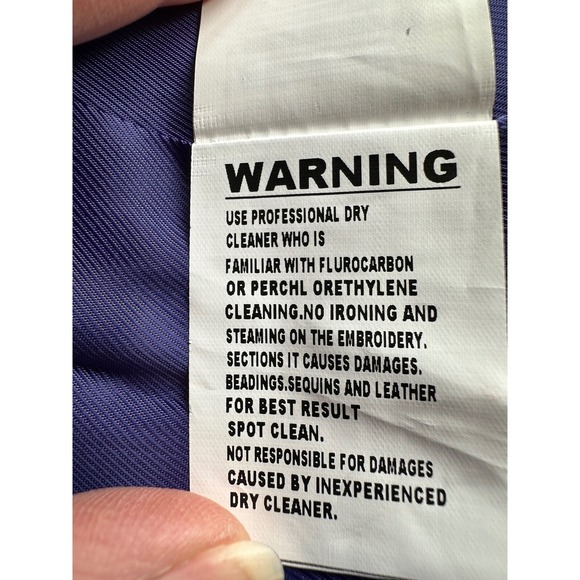 WARNING
USE PROFESSIONAL DRY
CLEANER WHO IS
FAMILIAR WITH FLUROCARBON
OR PERCHL ORETHYLENE
CLEANING.NO IRONING AND
STEAMING ON THE EMBROIDERY.
SECTIONS IT CAUSES DAMAGES.
BEADINGS.SEQUINS AND LEATHER
FOR BEST RESULT
SPOT CLEAN.
NOT RESPONSIBLE FOR DAMAGES
CAUSED BY INEXPERIENCED
DRY CLEANER.